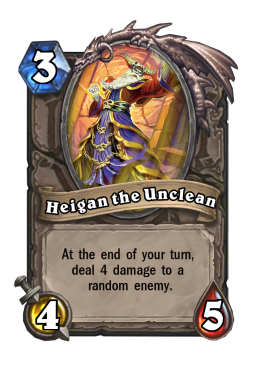 3
Heigan the Unclean
At the end of your turn,
deal 4 damage to a
random enemy.
4
5